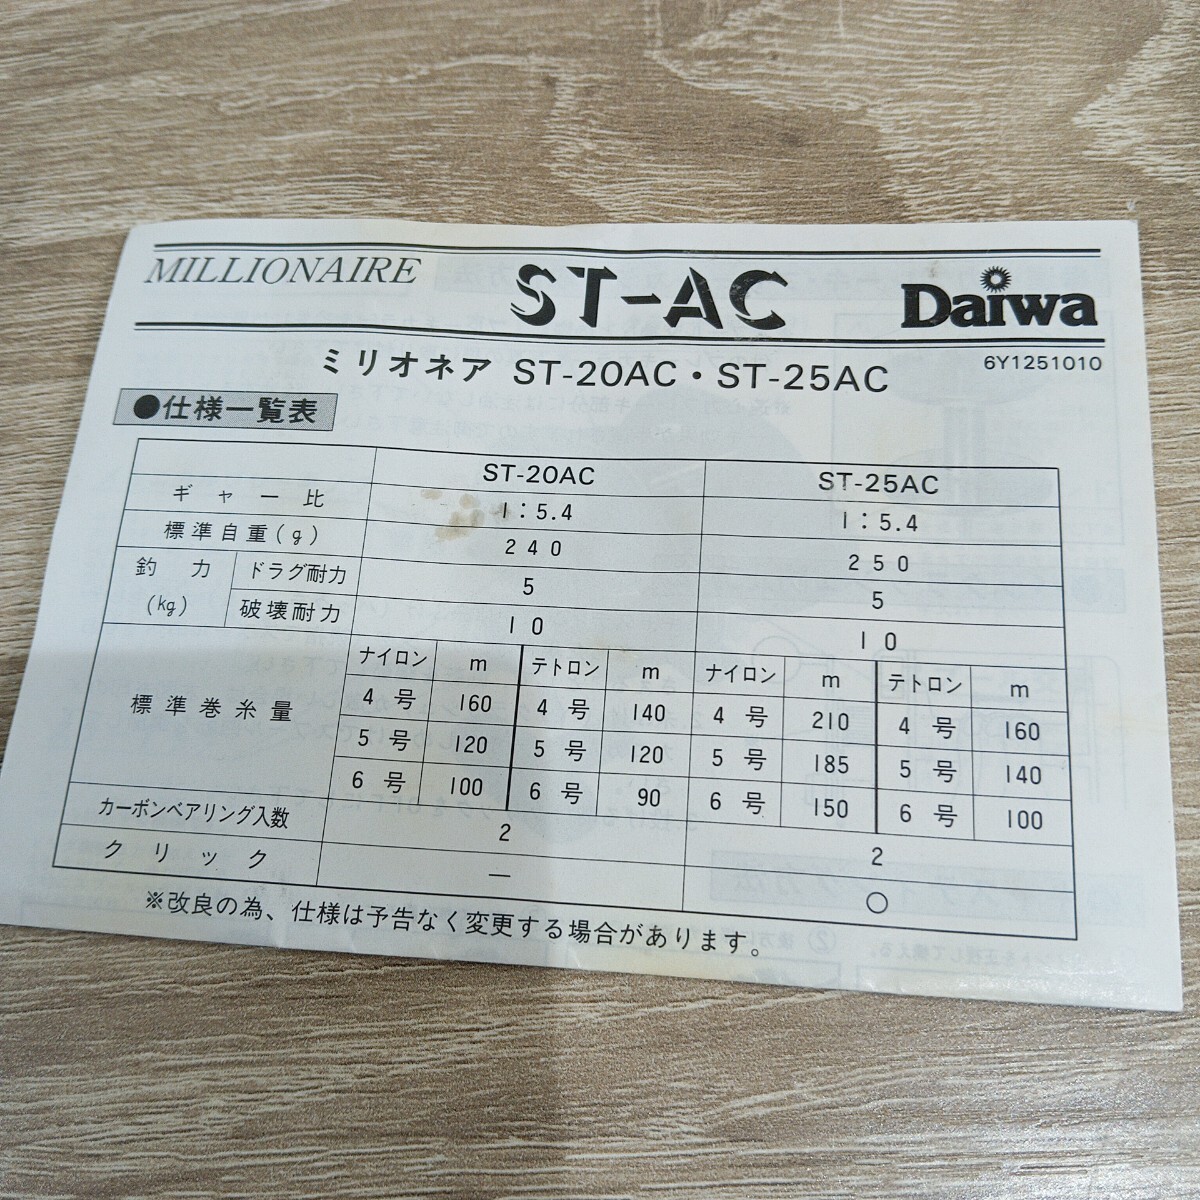 MILLIONAIRE ST-AC Daiwa
ミリオネア ST-20AC・ST-25AC 6Y1251010
●仕様一覧表
ST-20AC ST-25AC
ギャー比 1:5.4 1:5.4
標準自重(g) 240 250
釣力(kg) ドラグ耐力 5 5
破壊耐力 10 10
標準巻糸量 ナイロン m テトロン m ナイロン m テトロン m
4号 160 4号 140 4号 210 4号 160
5号 120 5号 120 5号 185 5号 140
6号 100 6号 90 6号 150 6号 100
カーボンベアリング入数 2 2
クリック — ○
※改良の為、仕様は予告なく変更する場合があります。